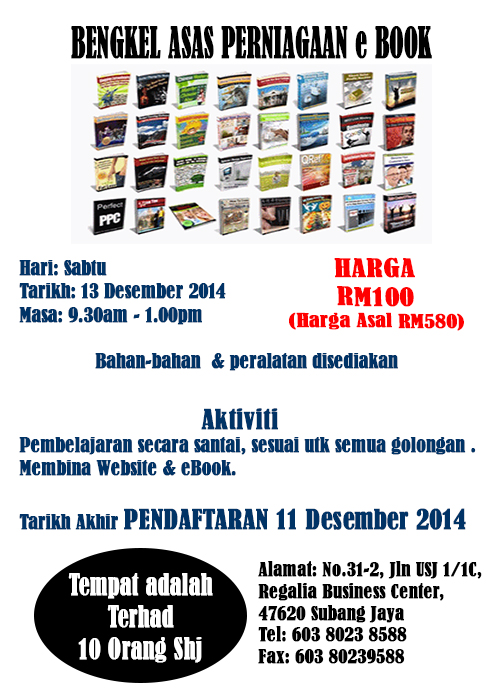 BENGKEL ASAS PERNIAGAAN e BOOK
Perfect
PPC
Hari: Sabtu
Tarikh: 13 Desember 2014
Masa: 9.30am - 1.00pm
HARGA
RM100
(Harga Asal RM580)
Bahan-bahan & peralatan disediakan
Aktiviti
Pembelajaran secara santai, sesuai utk semua golongan .
Membina Website & eBook.
Tarikh Akhir PENDAFTARAN 11 Desember 2014
Tempat adalah
Terhad
10 Orang Shj
Alamat: No.31-2, Jln USJ 1/1C,
Regalia Business Center,
47620 Subang Jaya
Tel: 603 8023 8588
Fax: 603 80239588